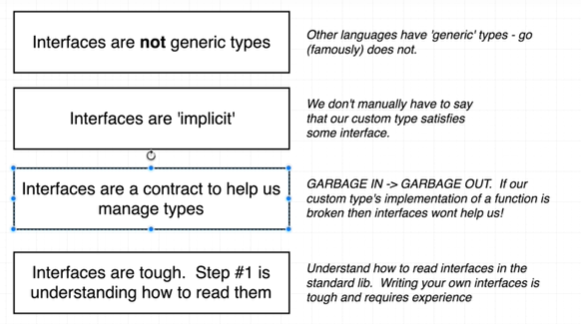 Interfaces are not generic types
Other languages have 'generic' types - go
(famously) does not.
Interfaces are 'implicit'
We don't manually have to say
that our custom type satisfies
some interface.
Interfaces are a contract to help us
manage types
GARBAGE IN -> GARBAGE OUT. If our
custom type's implementation of a function is
broken then interfaces wont help us!
Interfaces are tough. Step #1 is
understanding how to read them
Understand how to read interfaces in the
standard lib. Writing your own interfaces is
tough and requires experience